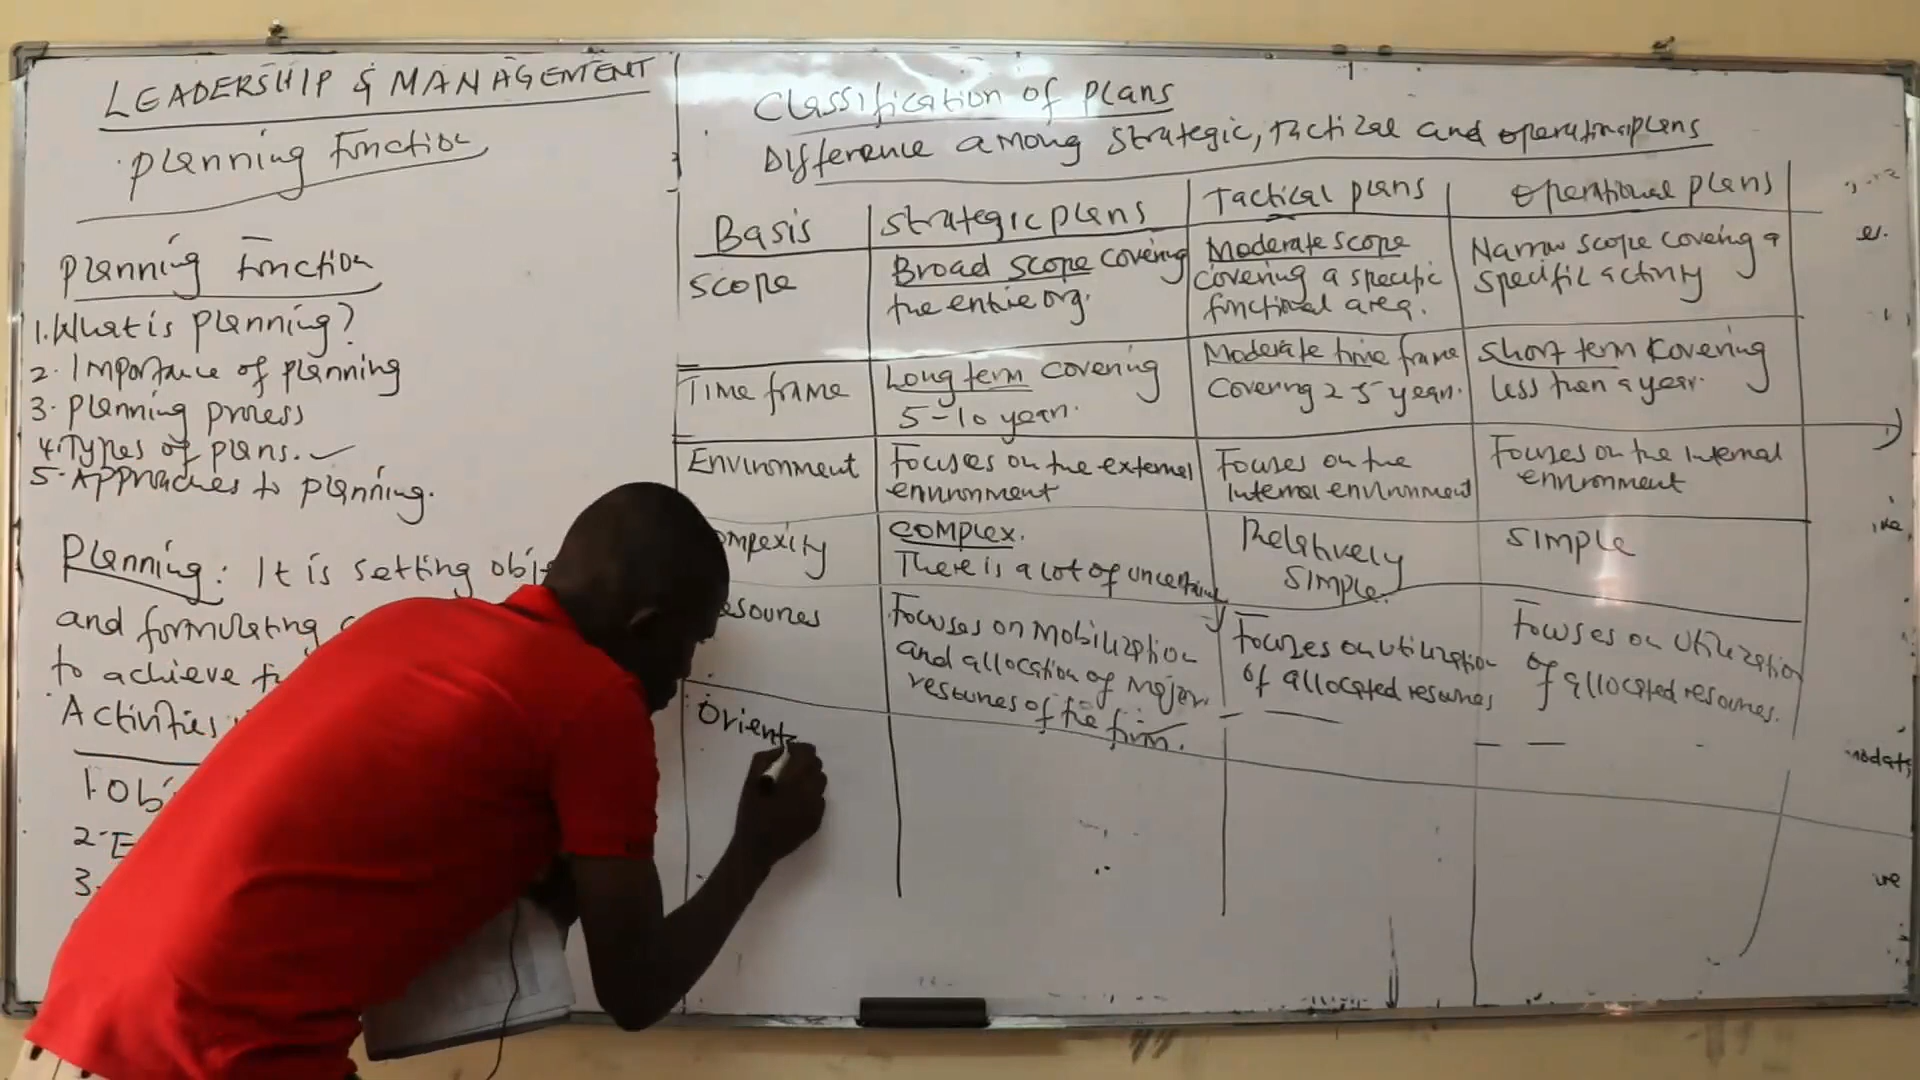 LEADERSHIP & MANAGEMENT
Planning Function
Planning Function
1. What is planning?
2. Importance of planning
3. Planning process
4. Types of plans. ✓
5. Approaches to planning.
Planning: It is setting obj
and formulating
to achieve
Activities
1. Obj
2. E
3.
Classification of plans
Difference among strategic, tactical and operational plans
Basis
Strategic plans
Tactical plans
Operational plans
Scope
Broad scope covering
the entire org.
Moderate scope
covering a specific
functional area.
Narrow scope covering a
specific activity
Time frame
Long term covering
5-10 years.
Moderate time frame
covering 2-5 years.
Short term covering
less than a year.
Environment
Focuses on the external
environment
Focuses on the
internal environment
Focuses on the internal
environment
ompexity
Complex.
There is a lot of uncertainty
Relatively
simple.
Simple
esources
Focuses on mobilization
and allocation of major
resources of the firm.
Focuses on utilization
of allocated resources
Focuses on utilization
of allocated resources.
Orient